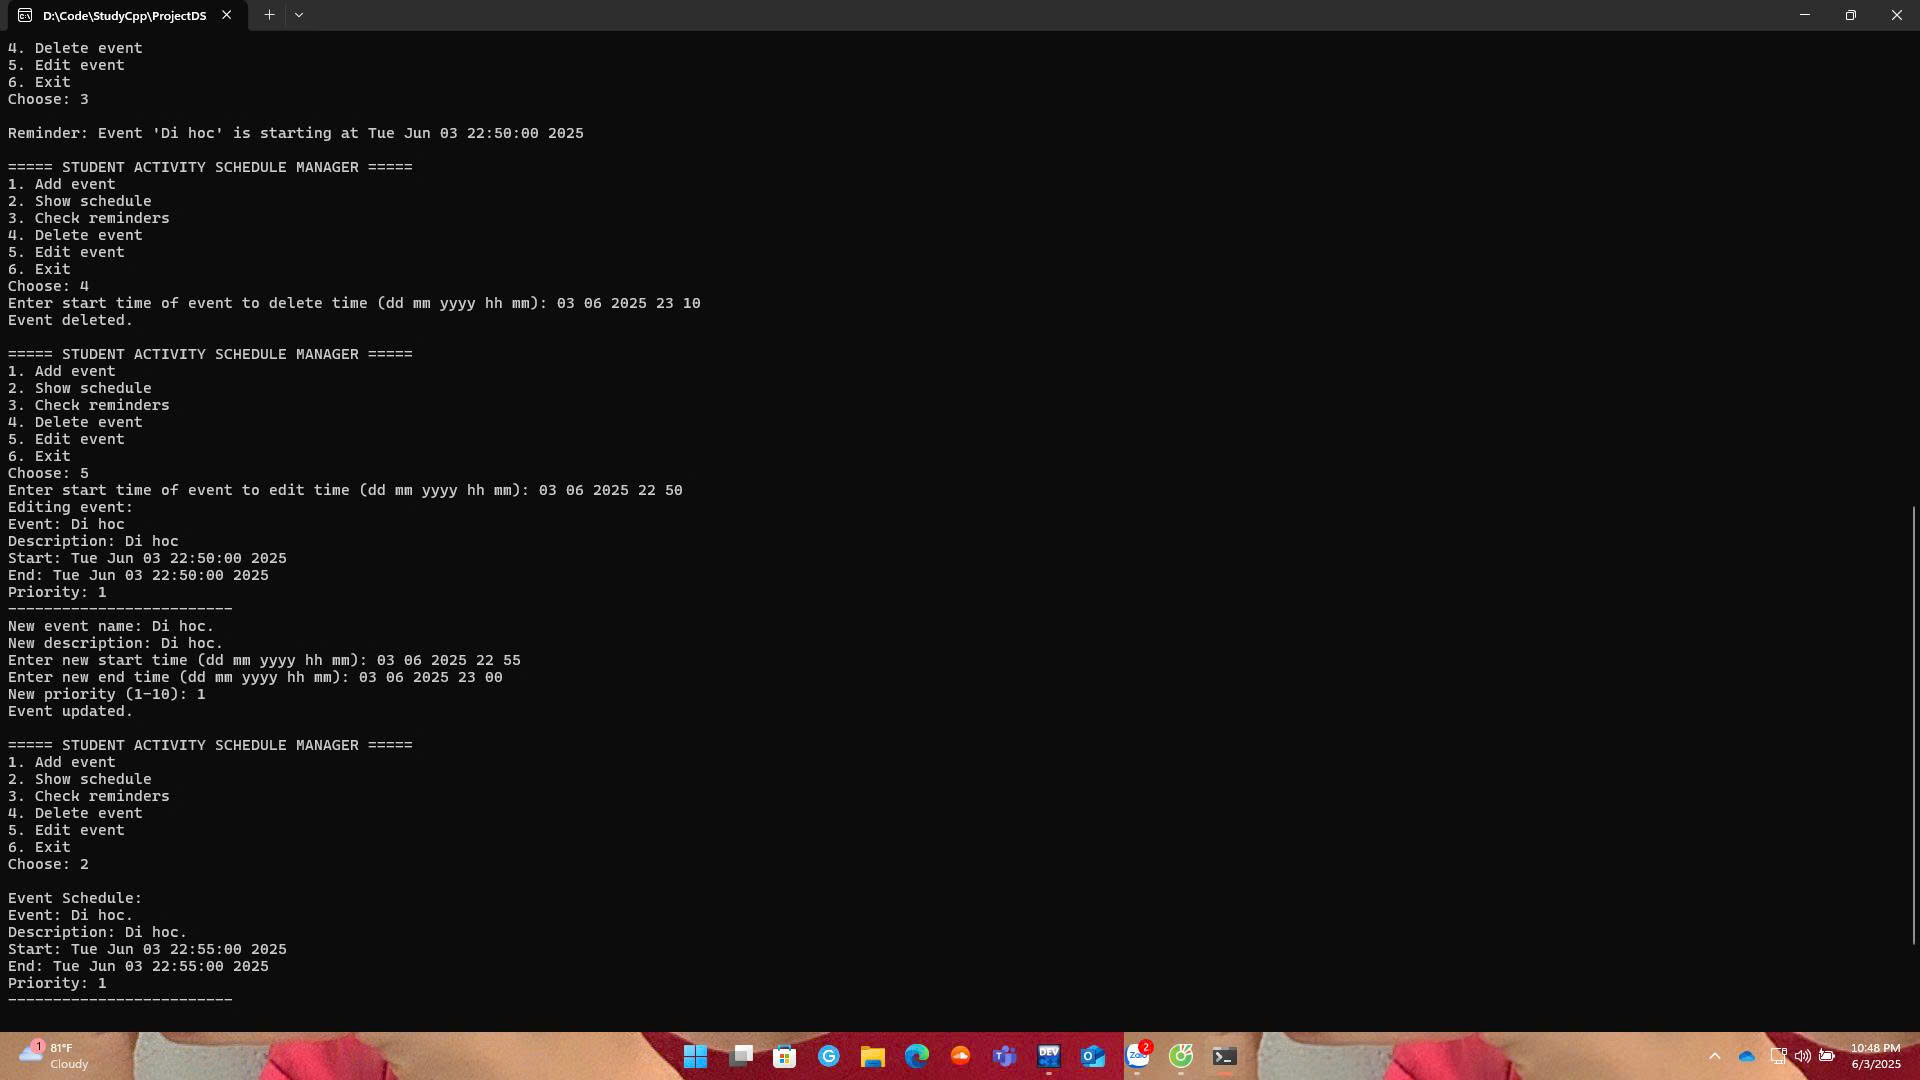 D:\Code\StudyCpp\ProjectDS
4. Delete event
5. Edit event
6. Exit
Choose: 3
Reminder: Event 'Di hoc' is starting at Tue Jun 03 22:50:00 2025
===== STUDENT ACTIVITY SCHEDULE MANAGER =====
1. Add event
2. Show schedule
3. Check reminders
4. Delete event
5. Edit event
6. Exit
Choose: 4
Enter start time of event to delete time (dd mm yyyy hh mm): 03 06 2025 23 10
Event deleted.
===== STUDENT ACTIVITY SCHEDULE MANAGER =====
1. Add event
2. Show schedule
3. Check reminders
4. Delete event
5. Edit event
6. Exit
Choose: 5
Enter start time of event to edit time (dd mm yyyy hh mm): 03 06 2025 22 50
Editing event:
Event: Di hoc
Description: Di hoc
Start: Tue Jun 03 22:50:00 2025
End: Tue Jun 03 22:50:00 2025
Priority: 1
-------------------------
New event name: Di hoc.
New description: Di hoc.
Enter new start time (dd mm yyyy hh mm): 03 06 2025 22 55
Enter new end time (dd mm yyyy hh mm): 03 06 2025 23 00
New priority (1-10): 1
Event updated.
===== STUDENT ACTIVITY SCHEDULE MANAGER =====
1. Add event
2. Show schedule
3. Check reminders
4. Delete event
5. Edit event
6. Exit
Choose: 2
Event Schedule:
Event: Di hoc.
Description: Di hoc.
Start: Tue Jun 03 22:55:00 2025
End: Tue Jun 03 22:55:00 2025
Priority: 1
-------------------------
1
81°F
Cloudy
DEV
Zalo
2
10:48 PM
6/3/2025